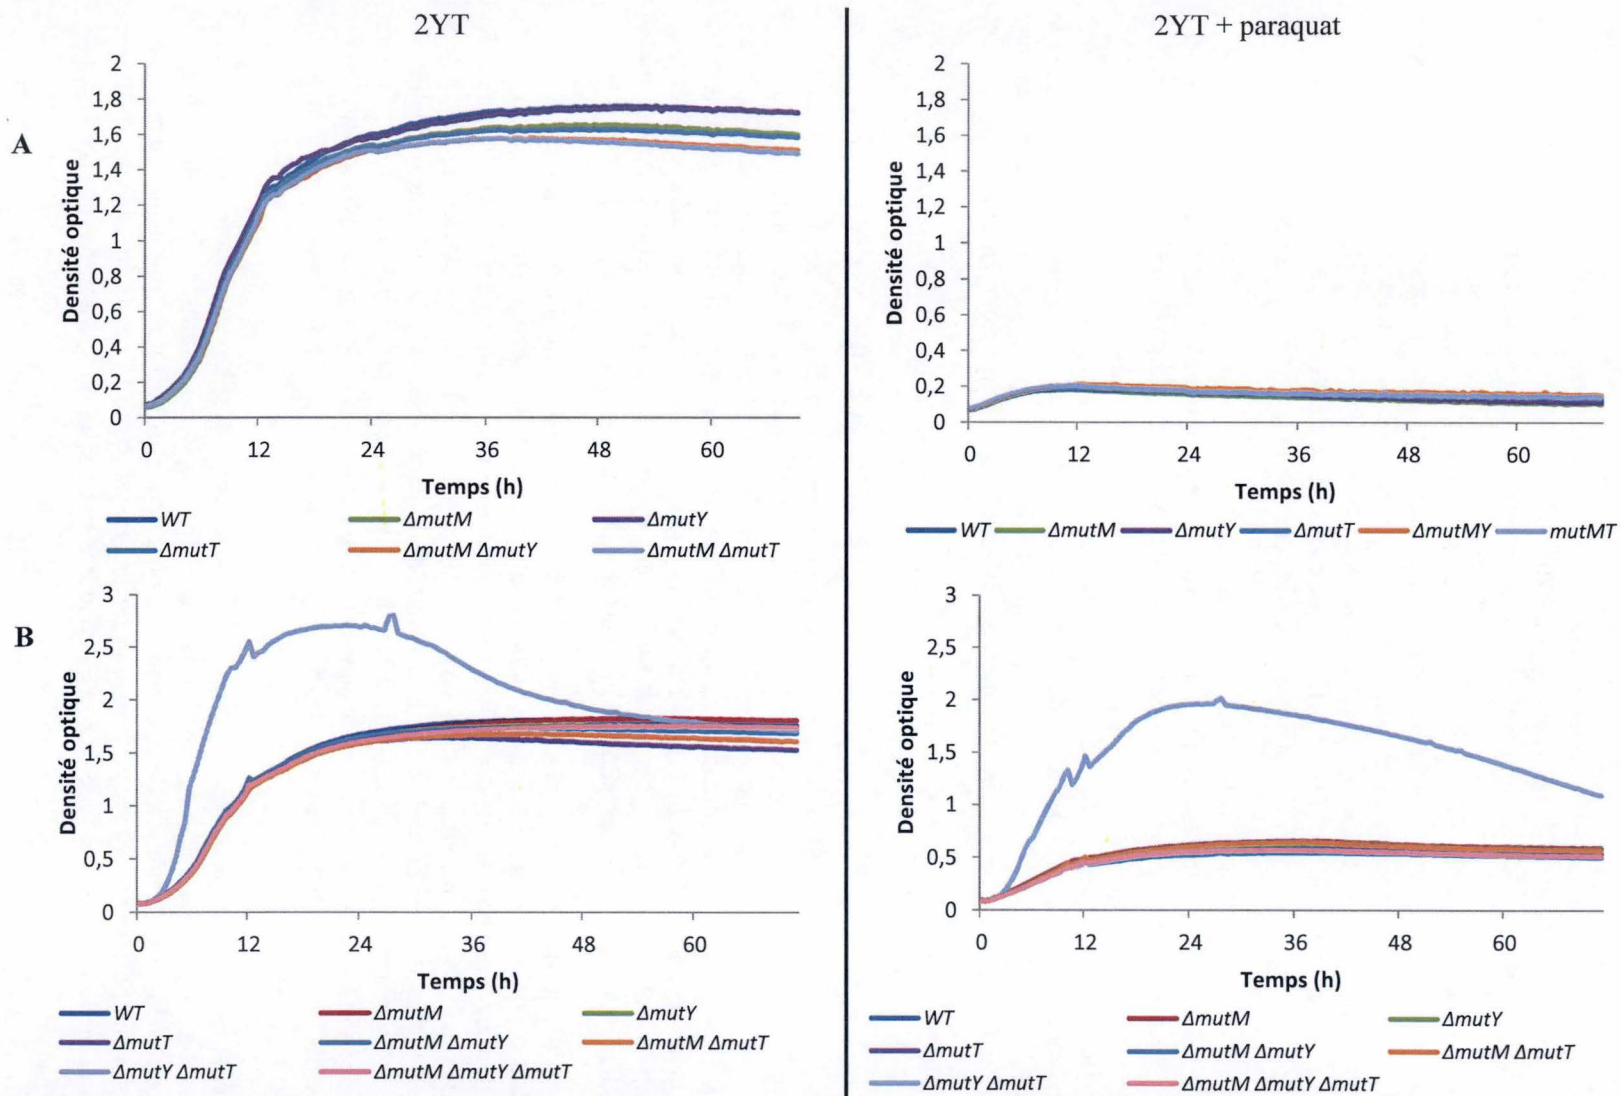 2YT
2YT + paraquat
A
Densité optique
2
1,8
1,6
1,4
1,2
1
0,8
0,6
0,4
0,2
0
0 12 24 36 48 60
Temps (h)
WT ΔmutM ΔmutY
ΔmutT ΔmutM ΔmutY ΔmutM ΔmutT
Densité optique
2
1,8
1,6
1,4
1,2
1
0,8
0,6
0,4
0,2
0
0 12 24 36 48 60
Temps (h)
WT ΔmutM ΔmutY ΔmutT ΔmutMY mutMT
B
Densité optique
3
2,5
2
1,5
1
0,5
0
0 12 24 36 48 60
Temps (h)
WT ΔmutM ΔmutY
ΔmutT ΔmutM ΔmutY ΔmutM ΔmutT
ΔmutY ΔmutT ΔmutM ΔmutY ΔmutT
Densité optique
3
2,5
2
1,5
1
0,5
0
0 12 24 36 48 60
Temps (h)
WT ΔmutM ΔmutY
ΔmutT ΔmutM ΔmutY ΔmutM ΔmutT
ΔmutY ΔmutT ΔmutM ΔmutY ΔmutT